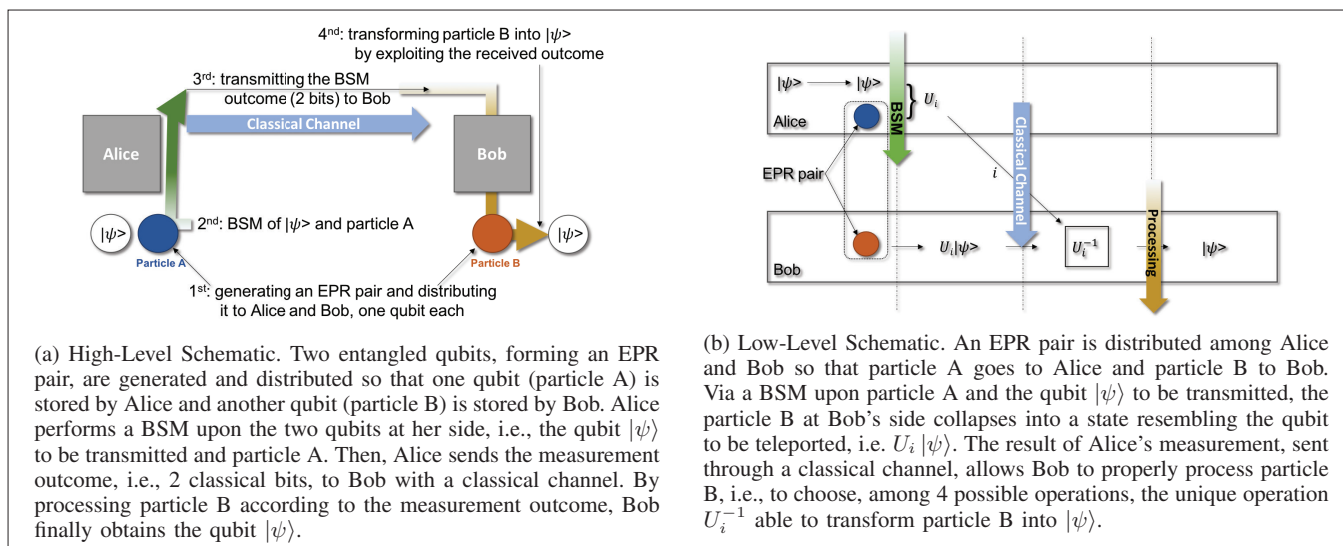 4ⁿᵈ: transforming particle B into |ψ>
by exploiting the received outcome
3ʳᵈ: transmitting the BSM
outcome (2 bits) to Bob
Classical Channel
Alice
Bob
|ψ>
2ⁿᵈ: BSM of |ψ> and particle A
|ψ>
Particle A
Particle B
1ˢᵗ: generating an EPR pair and distributing
it to Alice and Bob, one qubit each
(a) High-Level Schematic. Two entangled qubits, forming an EPR
pair, are generated and distributed so that one qubit (particle A) is
stored by Alice and another qubit (particle B) is stored by Bob. Alice
performs a BSM upon the two qubits at her side, i.e., the qubit |ψ⟩
to be transmitted and particle A. Then, Alice sends the measurement
outcome, i.e., 2 classical bits, to Bob with a classical channel. By
processing particle B according to the measurement outcome, Bob
finally obtains the qubit |ψ⟩.
|ψ> |ψ>
} Uᵢ
BSM
Alice
Classical Channel
EPR pair
i
Processing
Uᵢ|ψ>
Uᵢ⁻¹
|ψ>
Bob
(b) Low-Level Schematic. An EPR pair is distributed among Alice
and Bob so that particle A goes to Alice and particle B to Bob.
Via a BSM upon particle A and the qubit |ψ⟩ to be transmitted, the
particle B at Bob's side collapses into a state resembling the qubit
to be teleported, i.e. Uᵢ |ψ⟩. The result of Alice's measurement, sent
through a classical channel, allows Bob to properly process particle
B, i.e., to choose, among 4 possible operations, the unique operation
Uᵢ⁻¹ able to transform particle B into |ψ⟩.